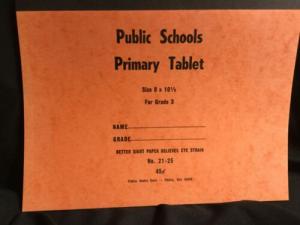 Public Schools
Primary Tablet
Size 8 x 10½
For Grade 3
NAME
GRADE
BETTER SIGHT PAPER RELIEVES EYE STRAIN
No. 21-25
45¢